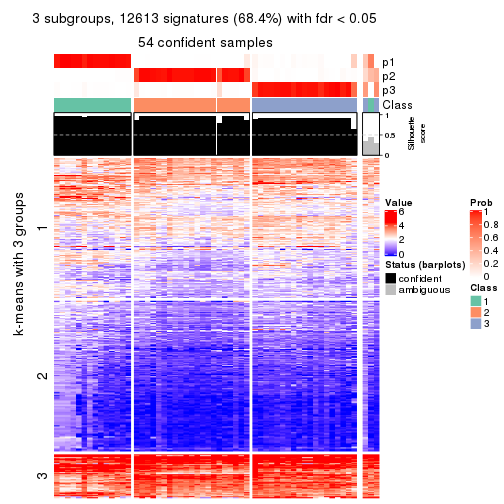 3 subgroups, 12613 signatures (68.4%) with fdr < 0.05
54 confident samples
p1
p2
p3
Class
1
0.5
0
Silhouette
score
k-means with 3 groups
1
2
3
Value
6
4
2
0
Status (barplots)
confident
ambiguous
Prob
1
0.8
0.6
0.4
0.2
0
Class
1
2
3